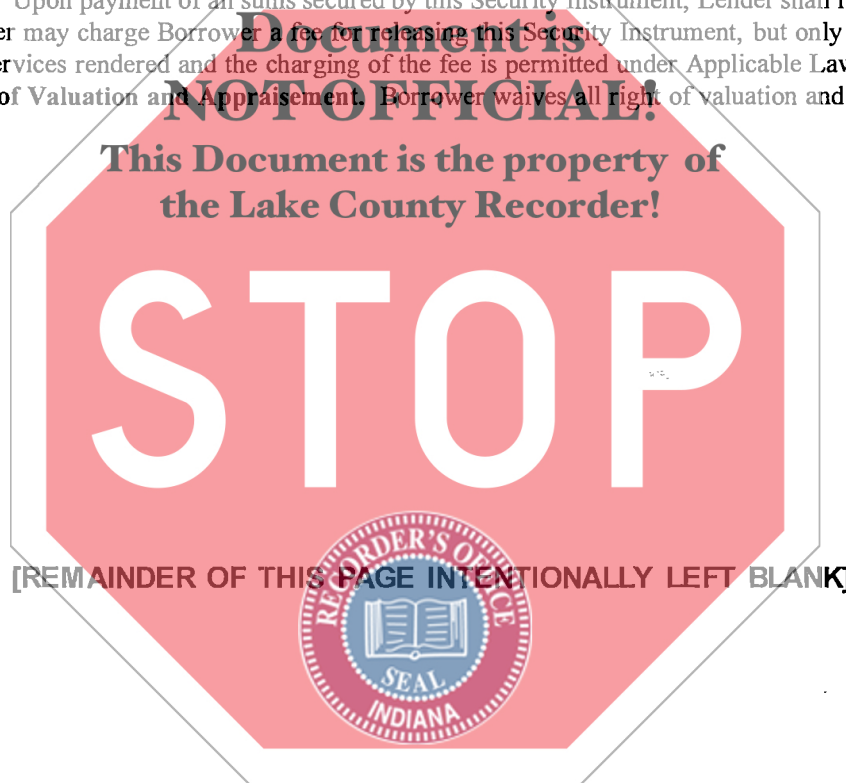 Upon payment of all sums secured by this Security Instrument, Lender shall
er may charge Borrower a fee for releasing this Security Instrument, but only
ervices rendered and the charging of the fee is permitted under Applicable Law
of Valuation and Appraisement. Borrower waives all right of valuation and
Document is
NOT OFFICIAL!
This Document is the property of
the Lake County Recorder!
STOP
[REMAINDER OF THIS PAGE INTENTIONALLY LEFT BLANK]
RECORDER'S OFFICE
SEAL
INDIANA